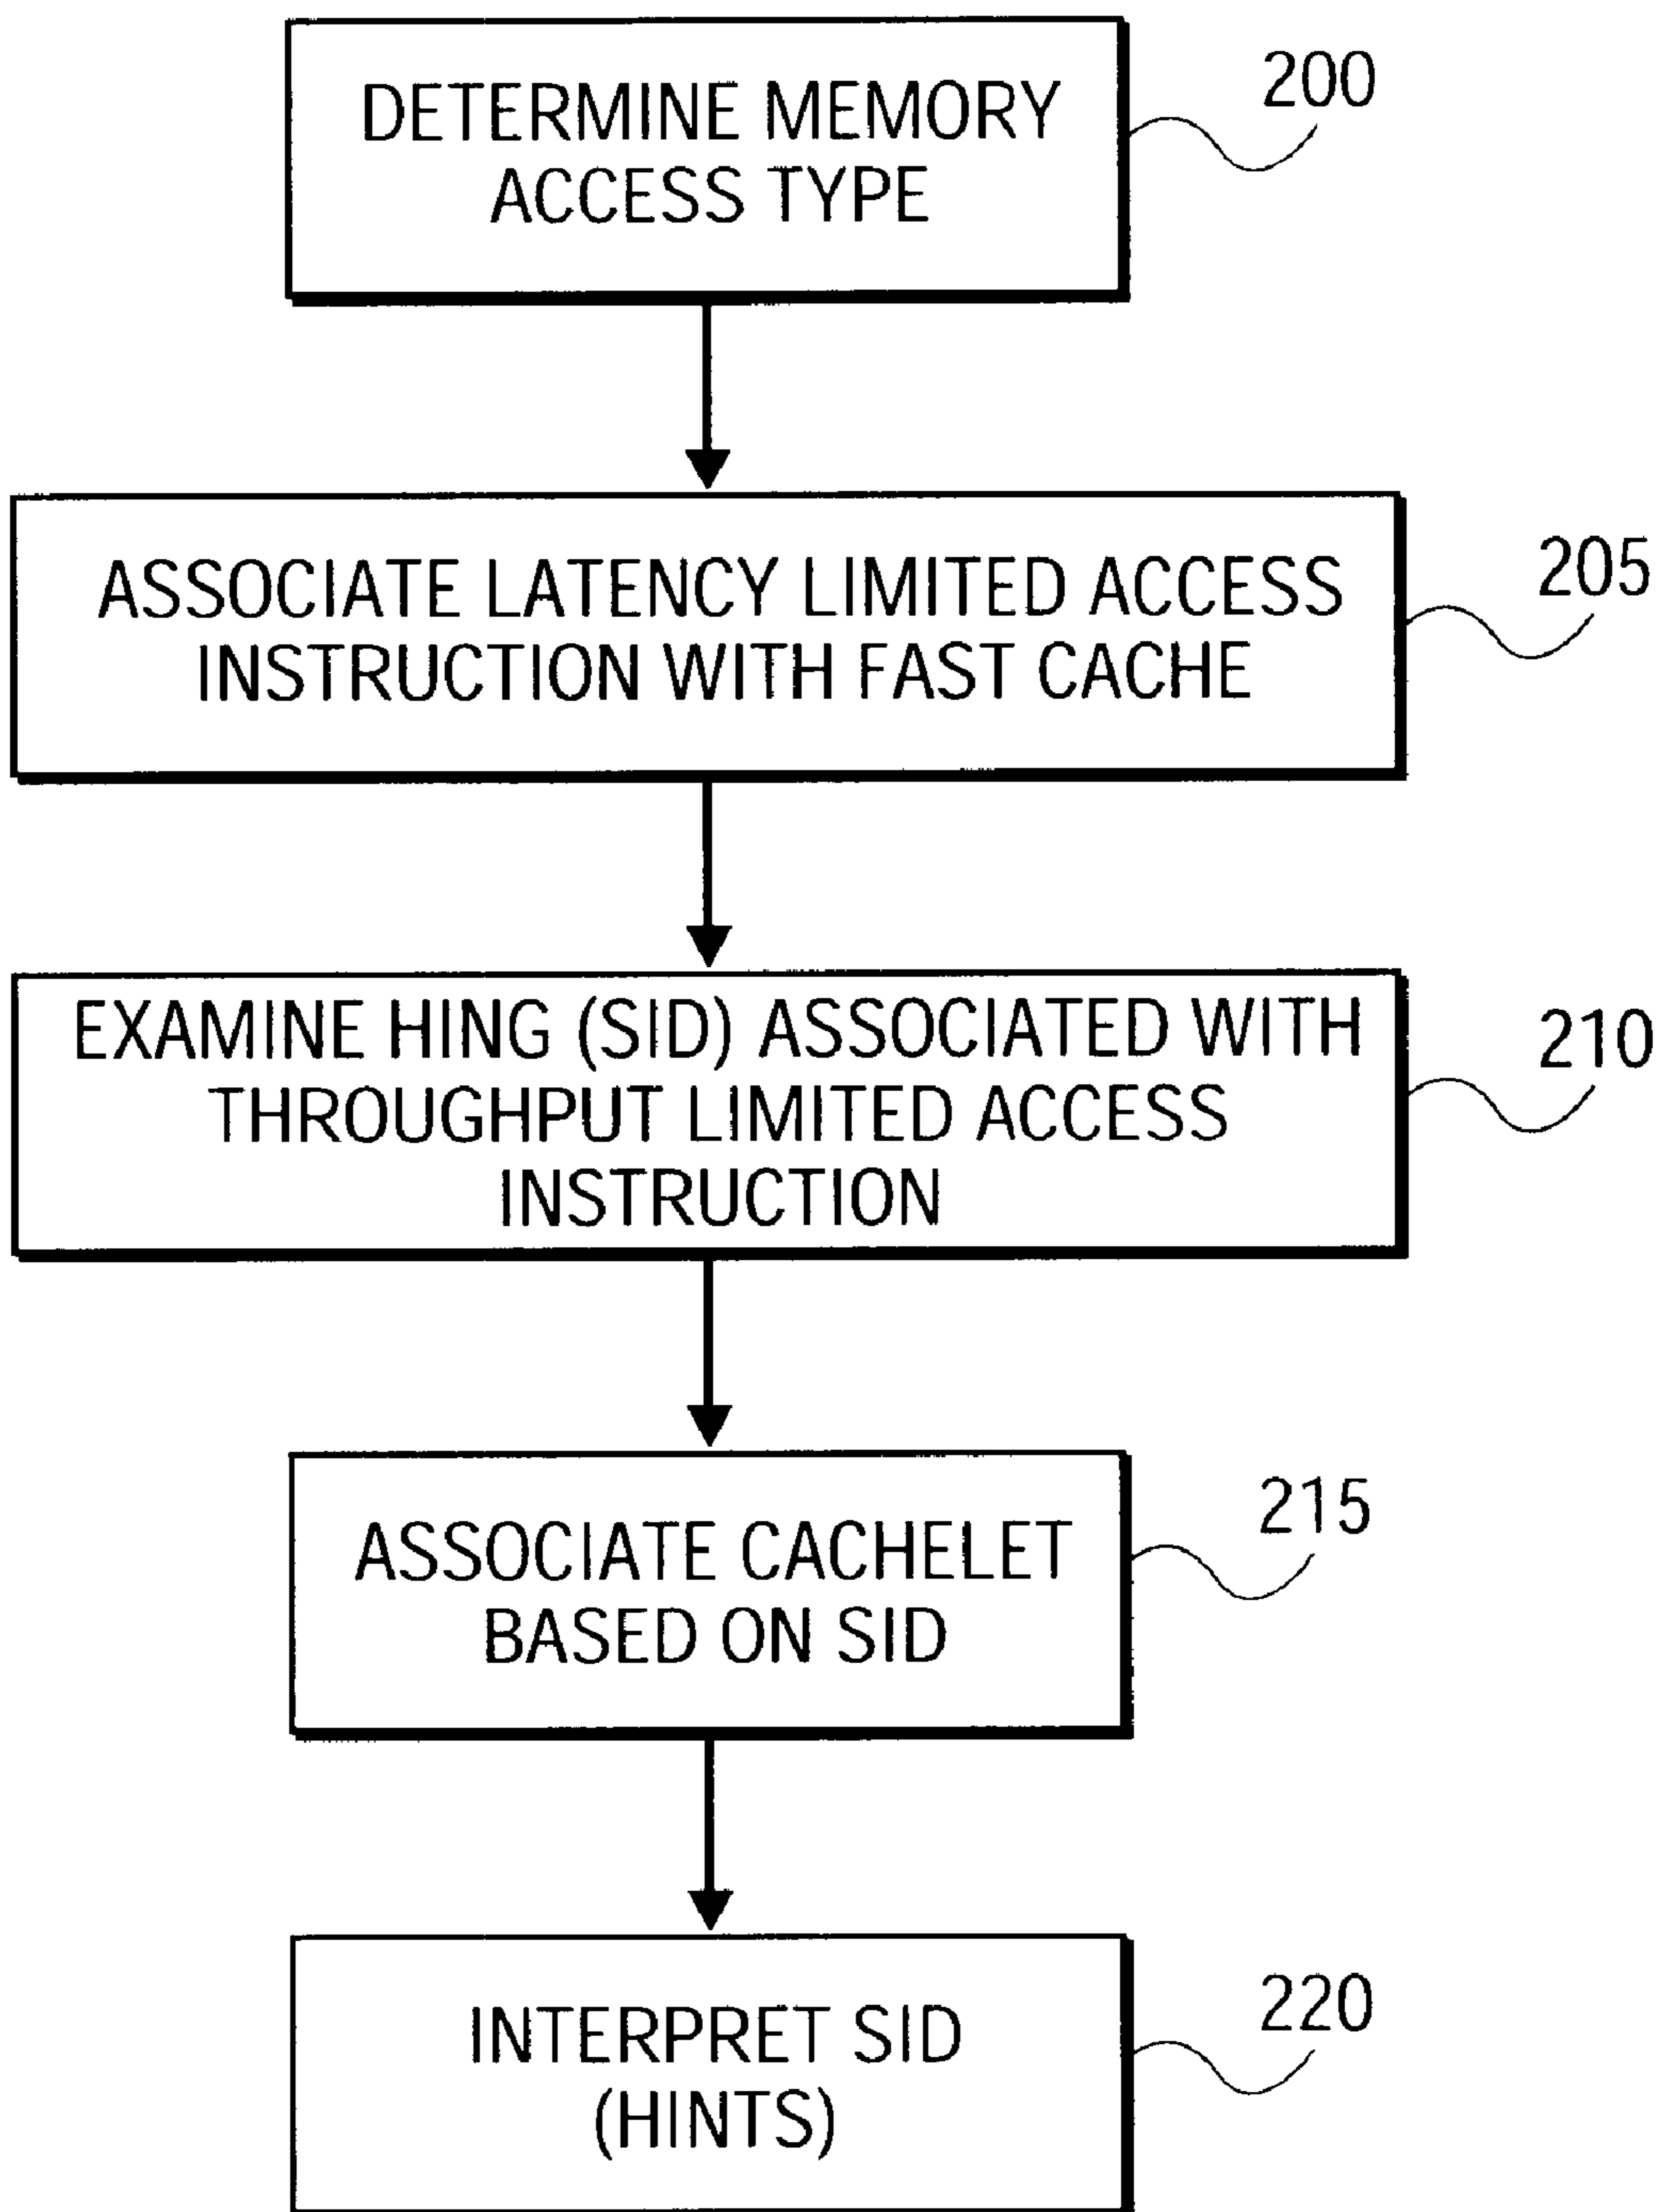 DETERMINE MEMORY
ACCESS TYPE
200
ASSOCIATE LATENCY LIMITED ACCESS
INSTRUCTION WITH FAST CACHE
205
EXAMINE HING (SID) ASSOCIATED WITH
THROUGHPUT LIMITED ACCESS
INSTRUCTION
210
ASSOCIATE CACHELET
BASED ON SID
215
INTERPRET SID
(HINTS)
220